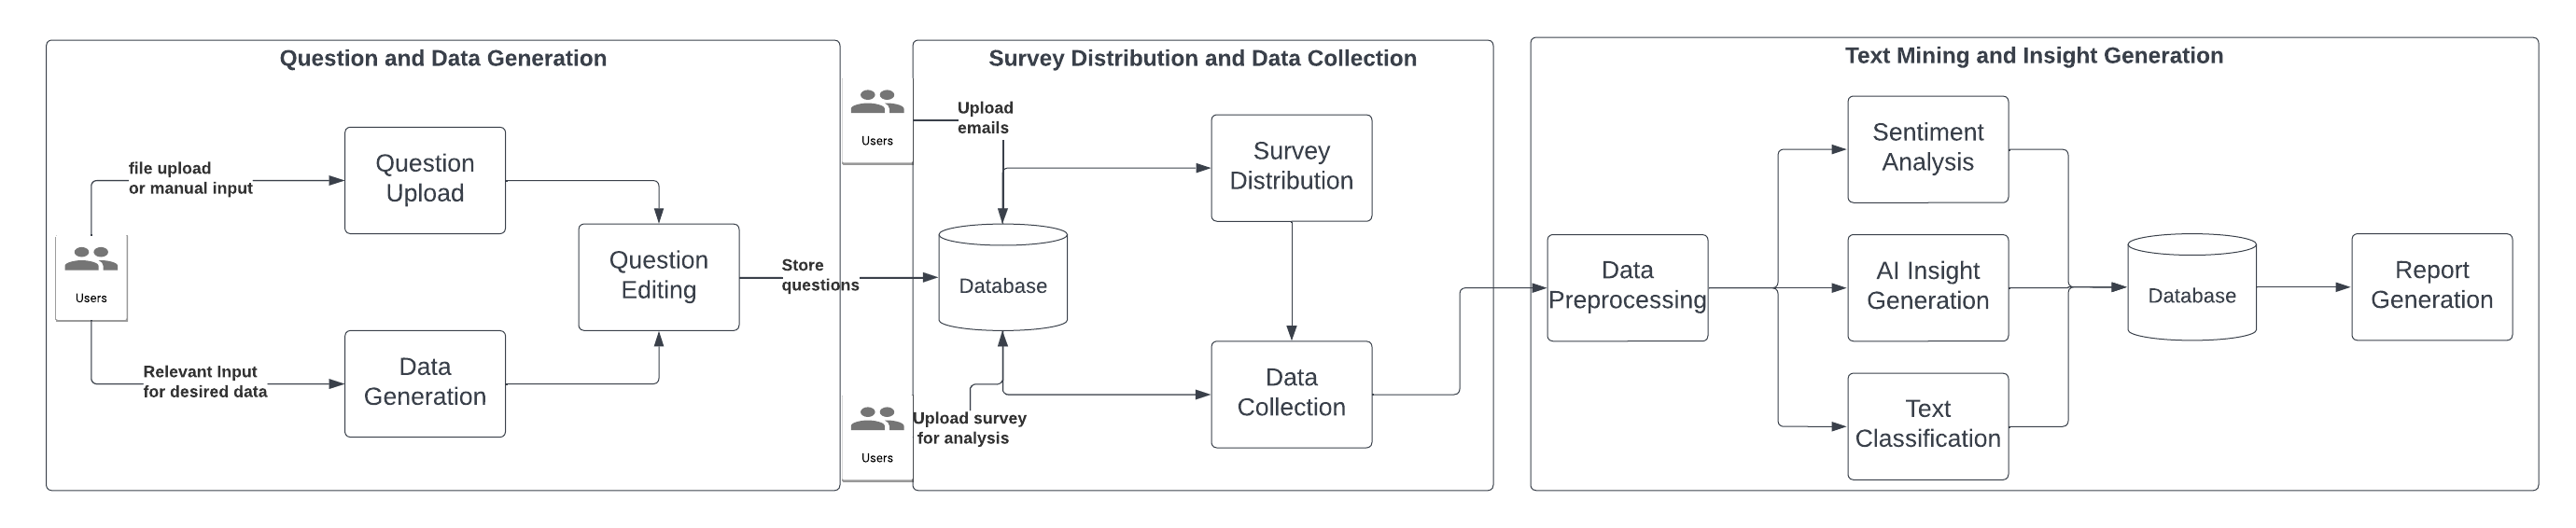 Question and Data Generation
file upload
or manual input
Question
Upload
Users
Question
Editing
Relevant Input
for desired data
Data
Generation
Store
questions
Users
Users
Survey Distribution and Data Collection
Upload
emails
Survey
Distribution
Database
Data
Collection
Upload survey
for analysis
Text Mining and Insight Generation
Data
Preprocessing
Sentiment
Analysis
AI Insight
Generation
Text
Classification
Database
Report
Generation